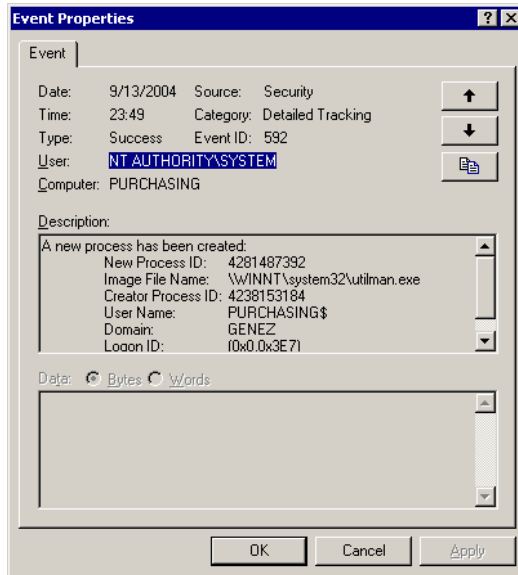 Event Properties
Event
Date: 9/13/2004 Source: Security
Time: 23:49 Category: Detailed Tracking
Type: Success Event ID: 592
User: NT AUTHORITY\SYSTEM
Computer: PURCHASING
Description:
A new process has been created:
New Process ID: 4281487392
Image File Name: \WINNT\system32\utilman.exe
Creator Process ID: 4238153184
User Name: PURCHASING$
Domain: GENEZ
Logon ID: (0x0,0x3E7)
Data: Bytes Words
OK Cancel Apply